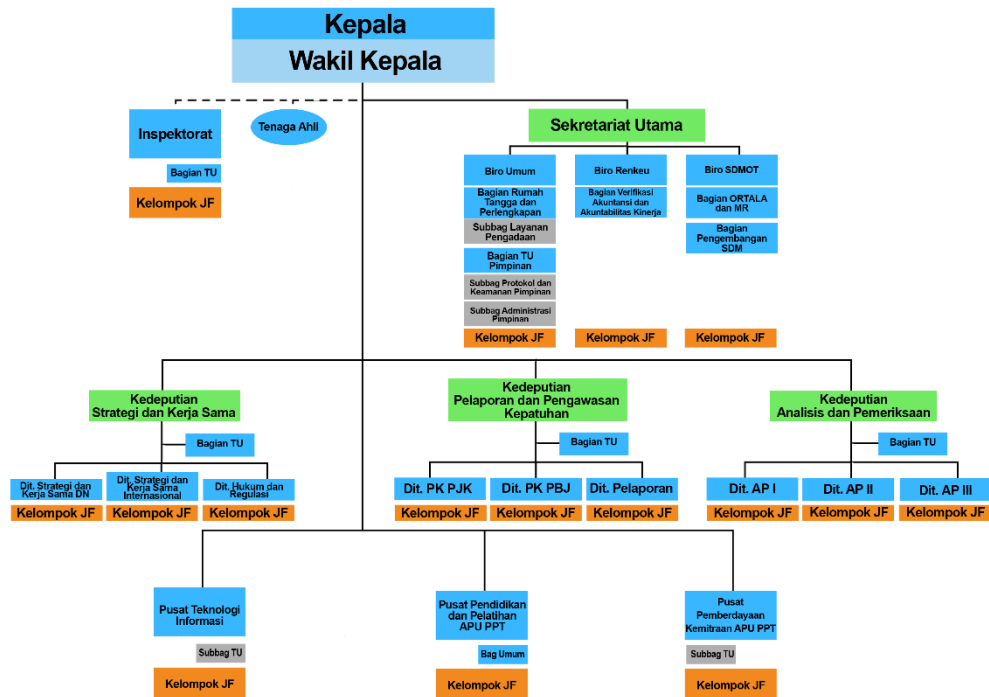 Kepala
Wakil Kepala
Inspektorat
Bagian TU
Kelompok JF
Tenaga Ahli
Sekretariat Utama
Biro Umum
Bagian Rumah
Tangga dan
Perlengkapan
Subbag Layanan
Pengadaan
Bagian TU
Pimpinan
Subbag Protokol dan
Keamanan Pimpinan
Subbag Administrasi
Pimpinan
Kelompok JF
Biro Renkeu
Bagian Verifikasi
Akuntansi dan
Akuntabilitas Kinerja
Kelompok JF
Biro SDMOT
Bagian ORTALA
dan MR
Bagian
Pengembangan
SDM
Kelompok JF
Kedeputian
Strategi dan Kerja Sama
Bagian TU
Dit. Strategi dan
Kerja Sama DN
Kelompok JF
Dit. Strategi dan
Kerja Sama
Internasional
Kelompok JF
Dit. Hukum dan
Regulasi
Kelompok JF
Kedeputian
Pelaporan dan Pengawasan
Kepatuhan
Bagian TU
Dit. PK PJK
Kelompok JF
Dit. PK PBJ
Kelompok JF
Dit. Pelaporan
Kelompok JF
Kedeputian
Analisis dan Pemeriksaan
Bagian TU
Dit. AP I
Kelompok JF
Dit. AP II
Kelompok JF
Dit. AP III
Kelompok JF
Pusat Teknologi
Informasi
Subbag TU
Kelompok JF
Pusat Pendidikan
dan Pelatihan
APU PPT
Bag Umum
Kelompok JF
Pusat
Pemberdayaan
Kemitraan APU PPT
Subbag TU
Kelompok JF